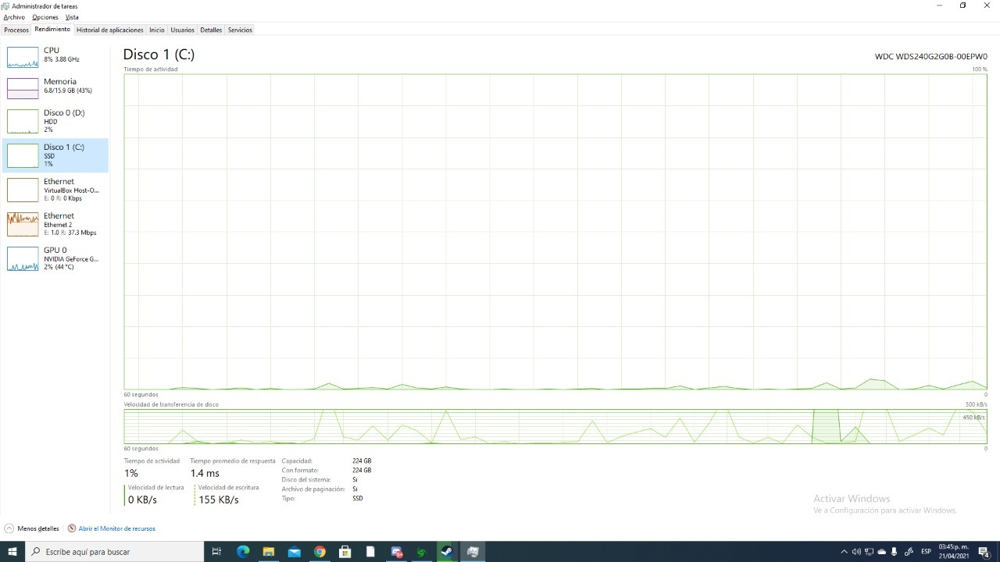 Administrador de tareas
Archivo Opciones Vista
Procesos Rendimiento Historial de aplicaciones Inicio Usuarios Detalles Servicios
CPU
8% 3.88 GHz
Memoria
6.8/15.9 GB (43%)
Disco 0 (D:)
HDD
2%
Disco 1 (C:)
SSD
1%
Ethernet
VirtualBox Host-O...
E: 0 R: 0 Kbps
Ethernet
Ethernet 2
E: 1.0 R: 37.3 Mbps
GPU 0
NVIDIA GeForce G...
2% (44 °C)
Disco 1 (C:) WDC WDS240G2G0B-00EPW0
Tiempo de actividad 100 %
60 segundos 0
Velocidad de transferencia de disco 500 kB/s
450 kB/s
60 segundos 0
Tiempo de actividad
1%
Tiempo promedio de respuesta
1.4 ms
Velocidad de lectura
0 KB/s
Velocidad de escritura
155 KB/s
Capacidad: 224 GB
Con formato: 224 GB
Disco del sistema: Sí
Archivo de paginación: Sí
Tipo: SSD
Activar Windows
Ve a Configuración para activar Windows.
Menos detalles Abrir el Monitor de recursos
Escribe aquí para buscar
ESP
03:45p. m.
21/04/2021
4